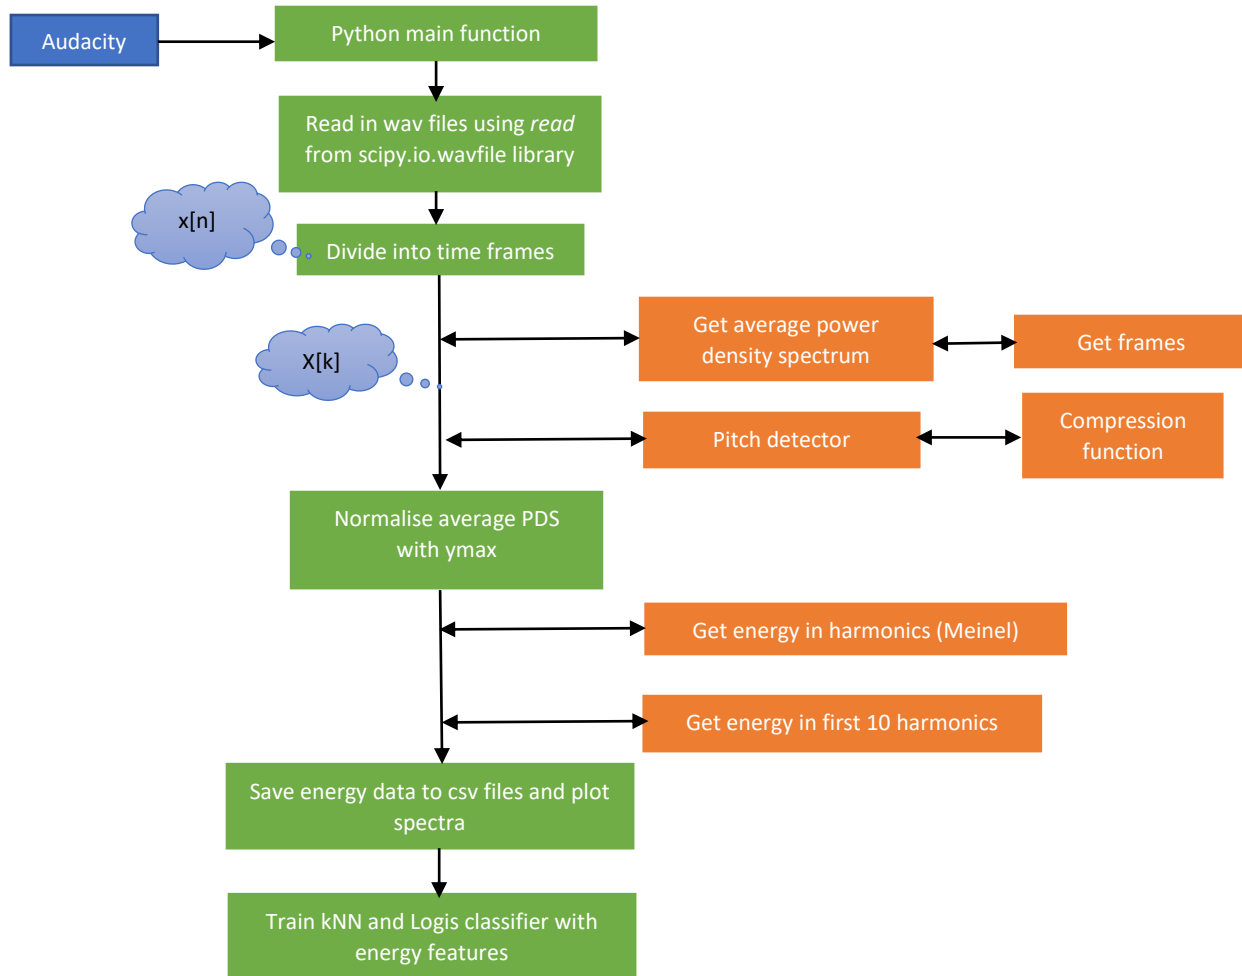 Audacity
Python main function
Read in wav files using read
from scipy.io.wavfile library
x[n]
Divide into time frames
Get average power
density spectrum
Get frames
X[k]
Pitch detector
Compression
function
Normalise average PDS
with ymax
Get energy in harmonics (Meinel)
Get energy in first 10 harmonics
Save energy data to csv files and plot
spectra
Train kNN and Logis classifier with
energy features